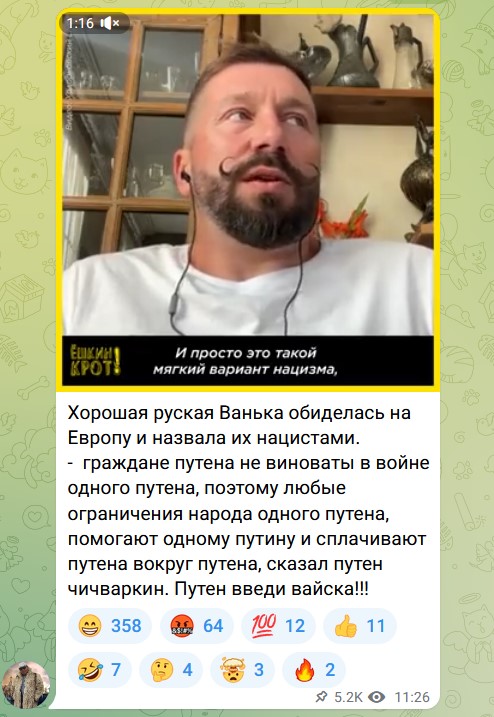 1:16
И просто это такой
мягкий вариант нацизма,
ЁШКИН
КРОТ!
Хорошая руская Ванька обиделась на
Европу и назвала их нацистами.
- граждане путена не виноваты в войне
одного путена, поэтому любые
ограничения народа одного путена,
помогают одному путину и сплачивают
путена вокруг путена, сказал путен
чичваркин. Путен введи вайска!!!
358 64 12 11
7 4 3 2
5.2K 11:26